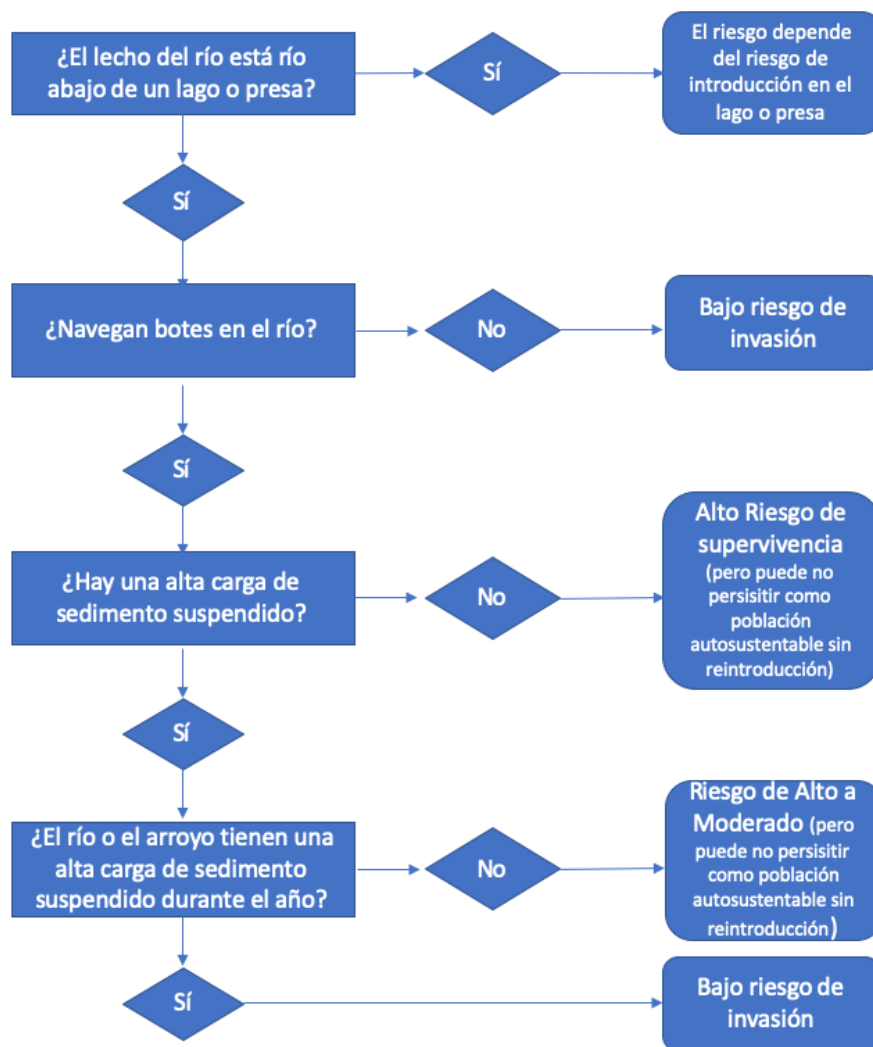 ¿El lecho del río está río
abajo de un lago o presa?
Sí
El riesgo depende
del riesgo de
introducción en el
lago o presa
Sí
¿Navegan botes en el río?
No
Bajo riesgo de
invasión
Sí
¿Hay una alta carga de
sedimento suspendido?
No
Alto Riesgo de
supervivencia
(pero puede no
persisitir como
población
autosustentable sin
reintroducción)
Sí
¿El río o el arroyo tienen una
alta carga de sedimento
suspendido durante el año?
No
Riesgo de Alto a
Moderado (pero
puede no persisitir
como población
autosustentable sin
reintroducción)
Sí
Bajo riesgo de
invasión